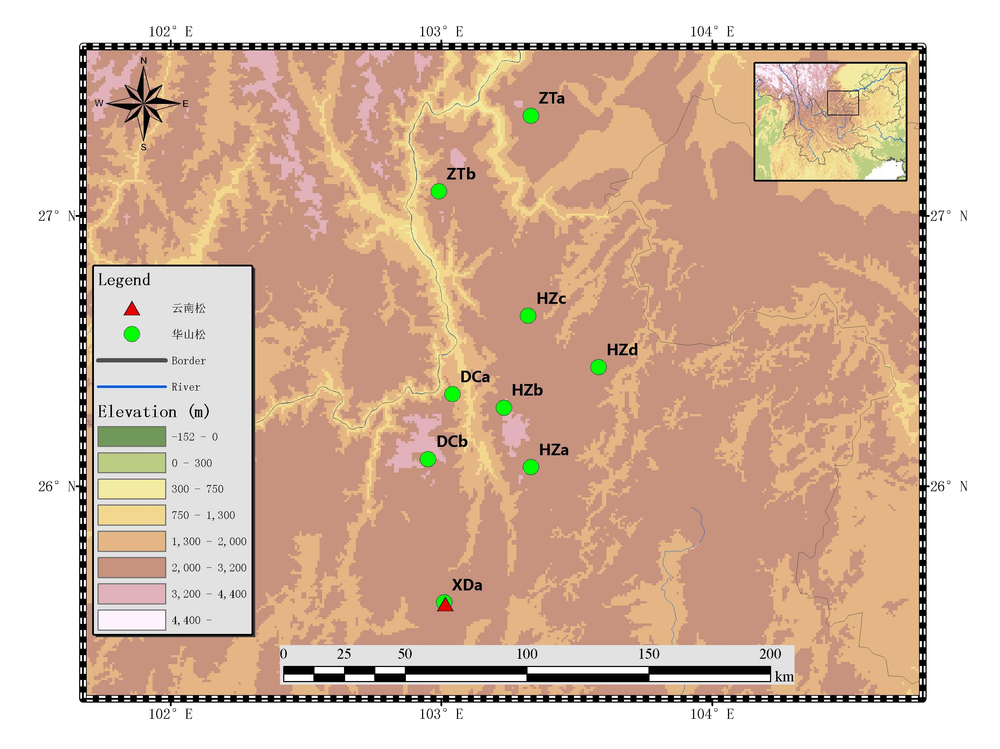 102° E
103° E
104° E
N
W
E
S
ZTa
ZTb
27° N
27° N
Legend
云南松
华山松
Border
River
HZc
HZd
DCa
HZb
DCb
HZa
Elevation (m)
-152 - 0
0 - 300
300 - 750
750 - 1,300
1,300 - 2,000
2,000 - 3,200
3,200 - 4,400
4,400 -
26° N
26° N
XDa
0 25 50 100 150 200
km
102° E
103° E
104° E